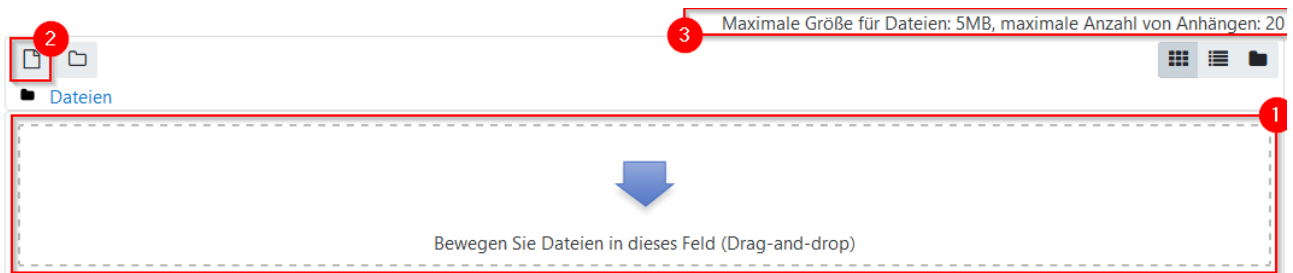 Maximale Größe für Dateien: 5MB, maximale Anzahl von Anhängen: 20
3
2
Dateien
1
Bewegen Sie Dateien in dieses Feld (Drag-and-drop)